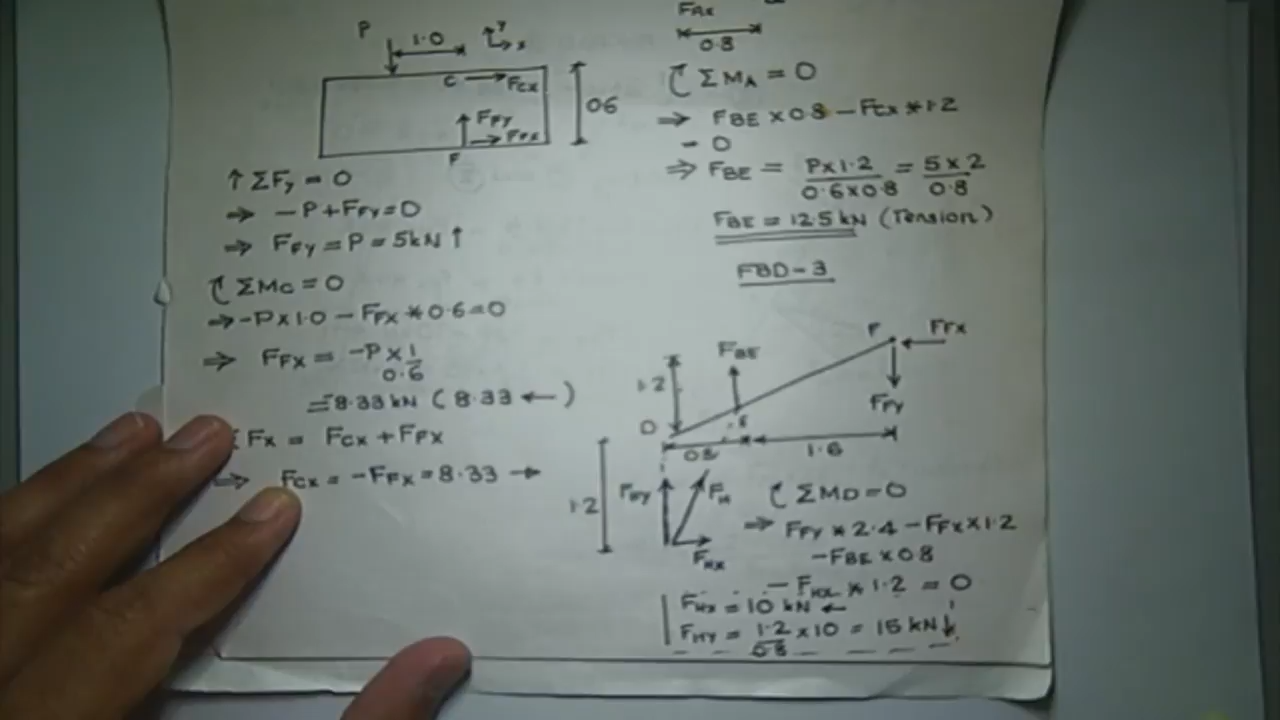 P
1.0
y
x
C
FCX
FFY
FFX
F
0.6
↑ ΣFy = 0
⇒ -P + FFY = 0
⇒ FFY = P = 5kN ↑
ΣMC = 0
⇒ -P×1.0 - FFX * 0.6 = 0
⇒ FFX = -P × 1
0.6
= -8.33 kN ( 8.33 ← )
Fx = FCX + FFX
⇒ FCX = -FFX = 8.33 →
FAX
0.8
ΣMA = 0
⇒ FBE × 0.8 - FCX * 1.2
= 0
⇒ FBE = P×1.2 / 0.6×0.8 = 5×2 / 0.8
FBE = 12.5 kN (Tension)
FBD-3
F
FFX
FBE
1.2
FFY
D
E
0.8
1.6
1.2
FHY
FH
FHX
ΣMD = 0
⇒ FFY * 2.4 - FFX × 1.2
- FBE × 0.8
- FHX * 1.2 = 0
FHX = 10 kN ←
FHY = 1.2 / 0.8 × 10 = 15 kN ↓